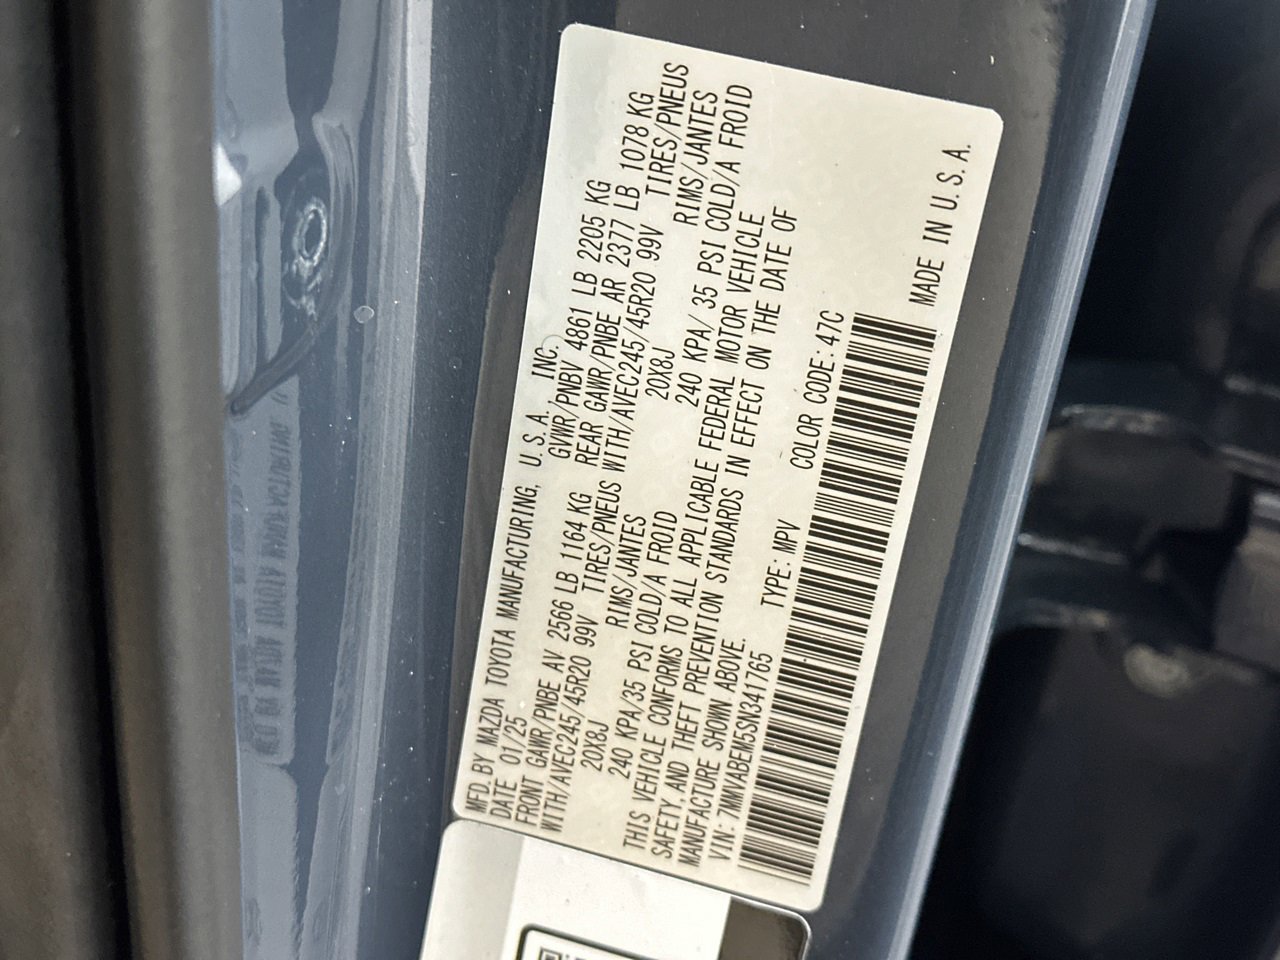 MFD. BY MAZDA TOYOTA MANUFACTURING, U.S.A., INC.
DATE 01/25 GVWR/PNBV 4861 LB 2205 KG
FRONT GAWR/PNBE AV 2566 LB 1164 KG REAR GAWR/PNBE AR 2377 LB 1078 KG
WITH/AVEC245/45R20 99V TIRES/PNEUS WITH/AVEC245/45R20 99V TIRES/PNEUS
20X8J RIMS/JANTES 20X8J RIMS/JANTES
240 KPA/35 PSI COLD/A FROID 240 KPA/ 35 PSI COLD/A FROID
THIS VEHICLE CONFORMS TO ALL APPLICABLE FEDERAL MOTOR VEHICLE
SAFETY, AND THEFT PREVENTION STANDARDS IN EFFECT ON THE DATE OF
MANUFACTURE SHOWN ABOVE.
VIN: 7MMVABEM5SN341765 TYPE: MPV COLOR CODE: 47C
MADE IN U.S.A.